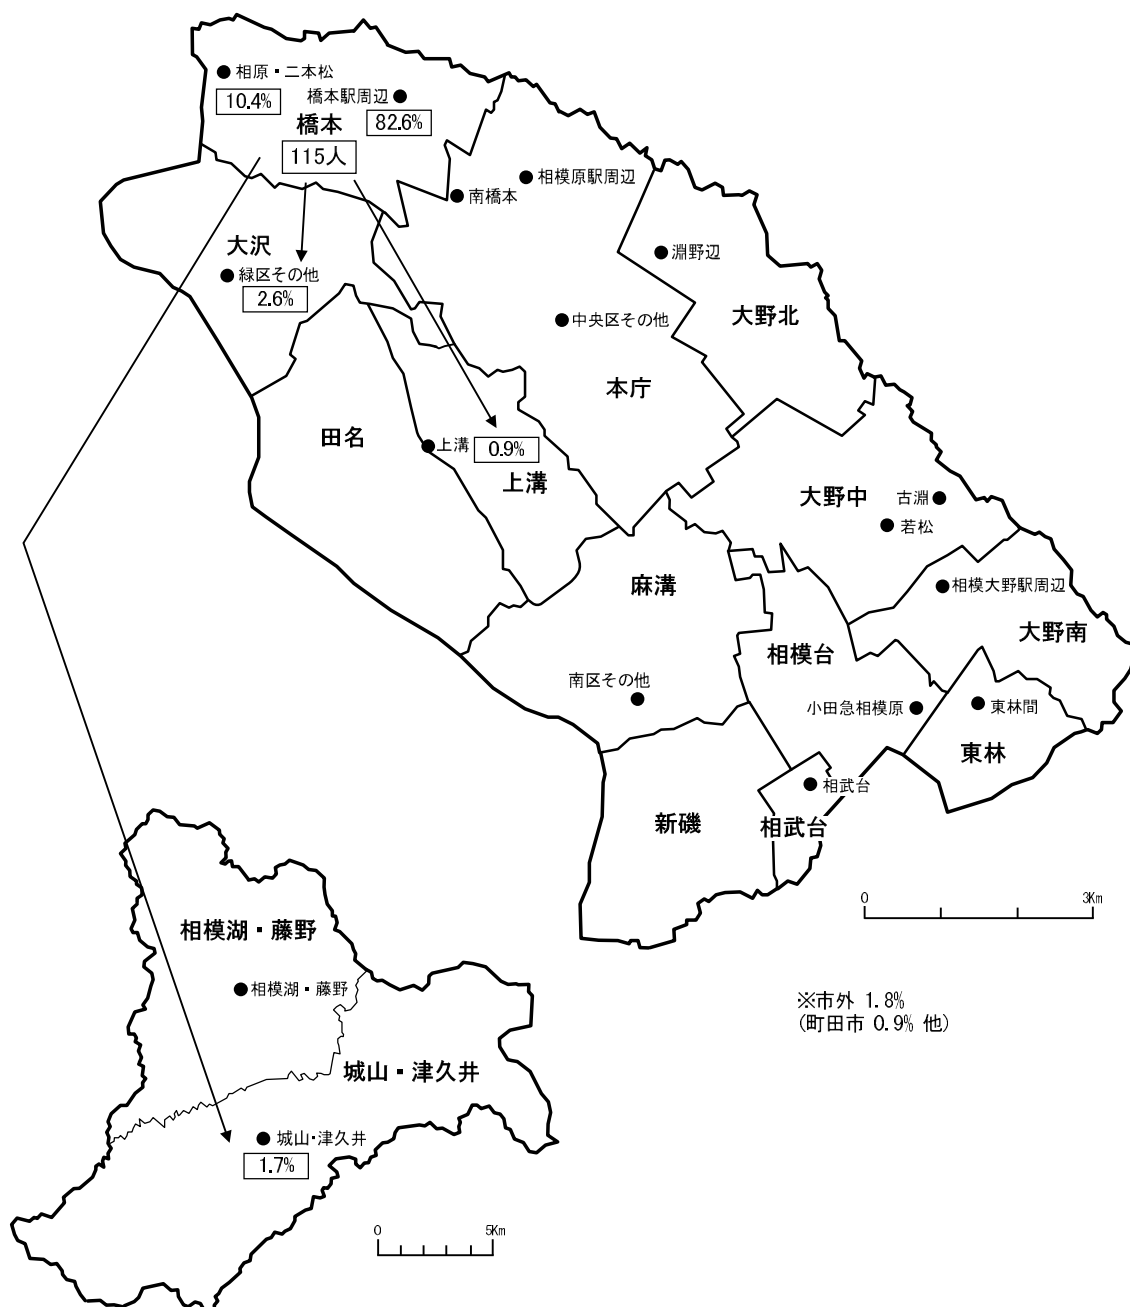 相原・二本松
10.4%
橋本駅周辺
82.6%
橋本
115人
相模原駅周辺
南橋本
大沢
緑区その他
2.6%
淵野辺
大野北
中央区その他
本庁
田名
上溝
0.9%
上溝
大野中
古淵
若松
麻溝
相模大野駅周辺
大野南
相模台
南区その他
小田急相模原
東林間
東林
相武台
新磯
相武台
0
3Km
相模湖・藤野
相模湖・藤野
※市外 1.8%
(町田市 0.9% 他)
城山・津久井
城山・津久井
1.7%
0
5Km